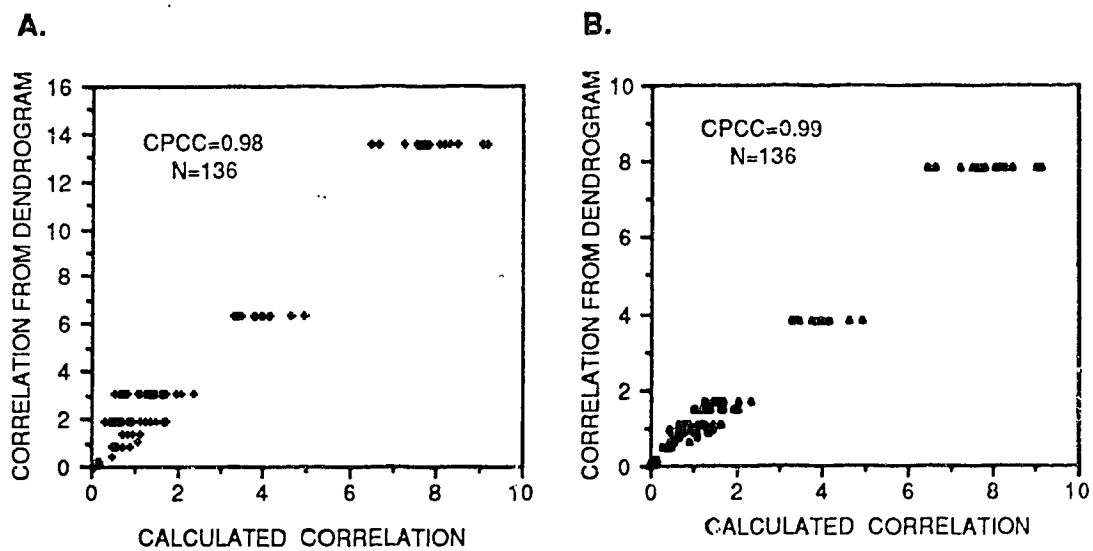 A.
CORRELATION FROM DENDROGRAM
16
14
12
10
8
6
4
2
0
CPCC=0.98
N=136
0 2 4 6 8 10
CALCULATED CORRELATION
B.
CORRELATION FROM DENDROGRAM
10
8
6
4
2
0
CPCC=0.99
N=136
0 2 4 6 8 10
CALCULATED CORRELATION